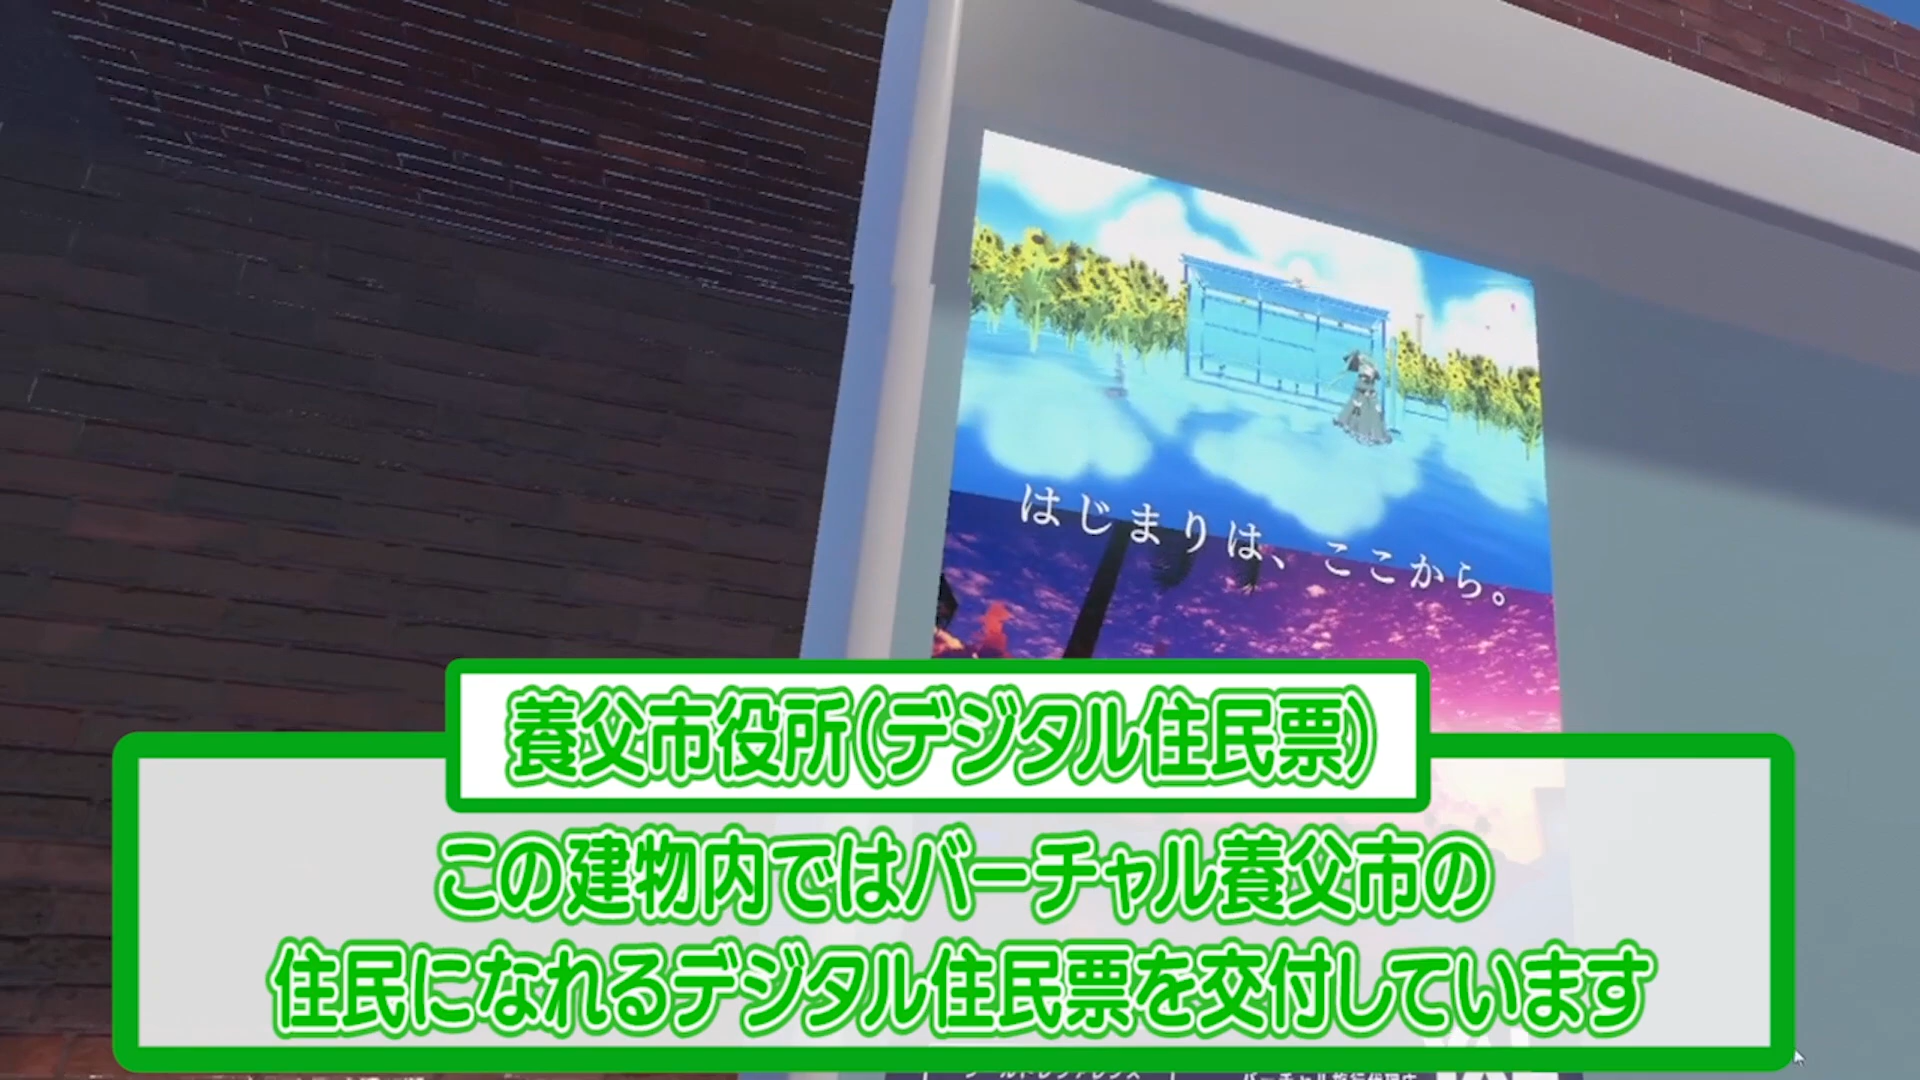 はじまりは、ここから。
養父市役所(デジタル住民票)
この建物内ではバーチャル養父市の
住民になれるデジタル住民票を交付しています